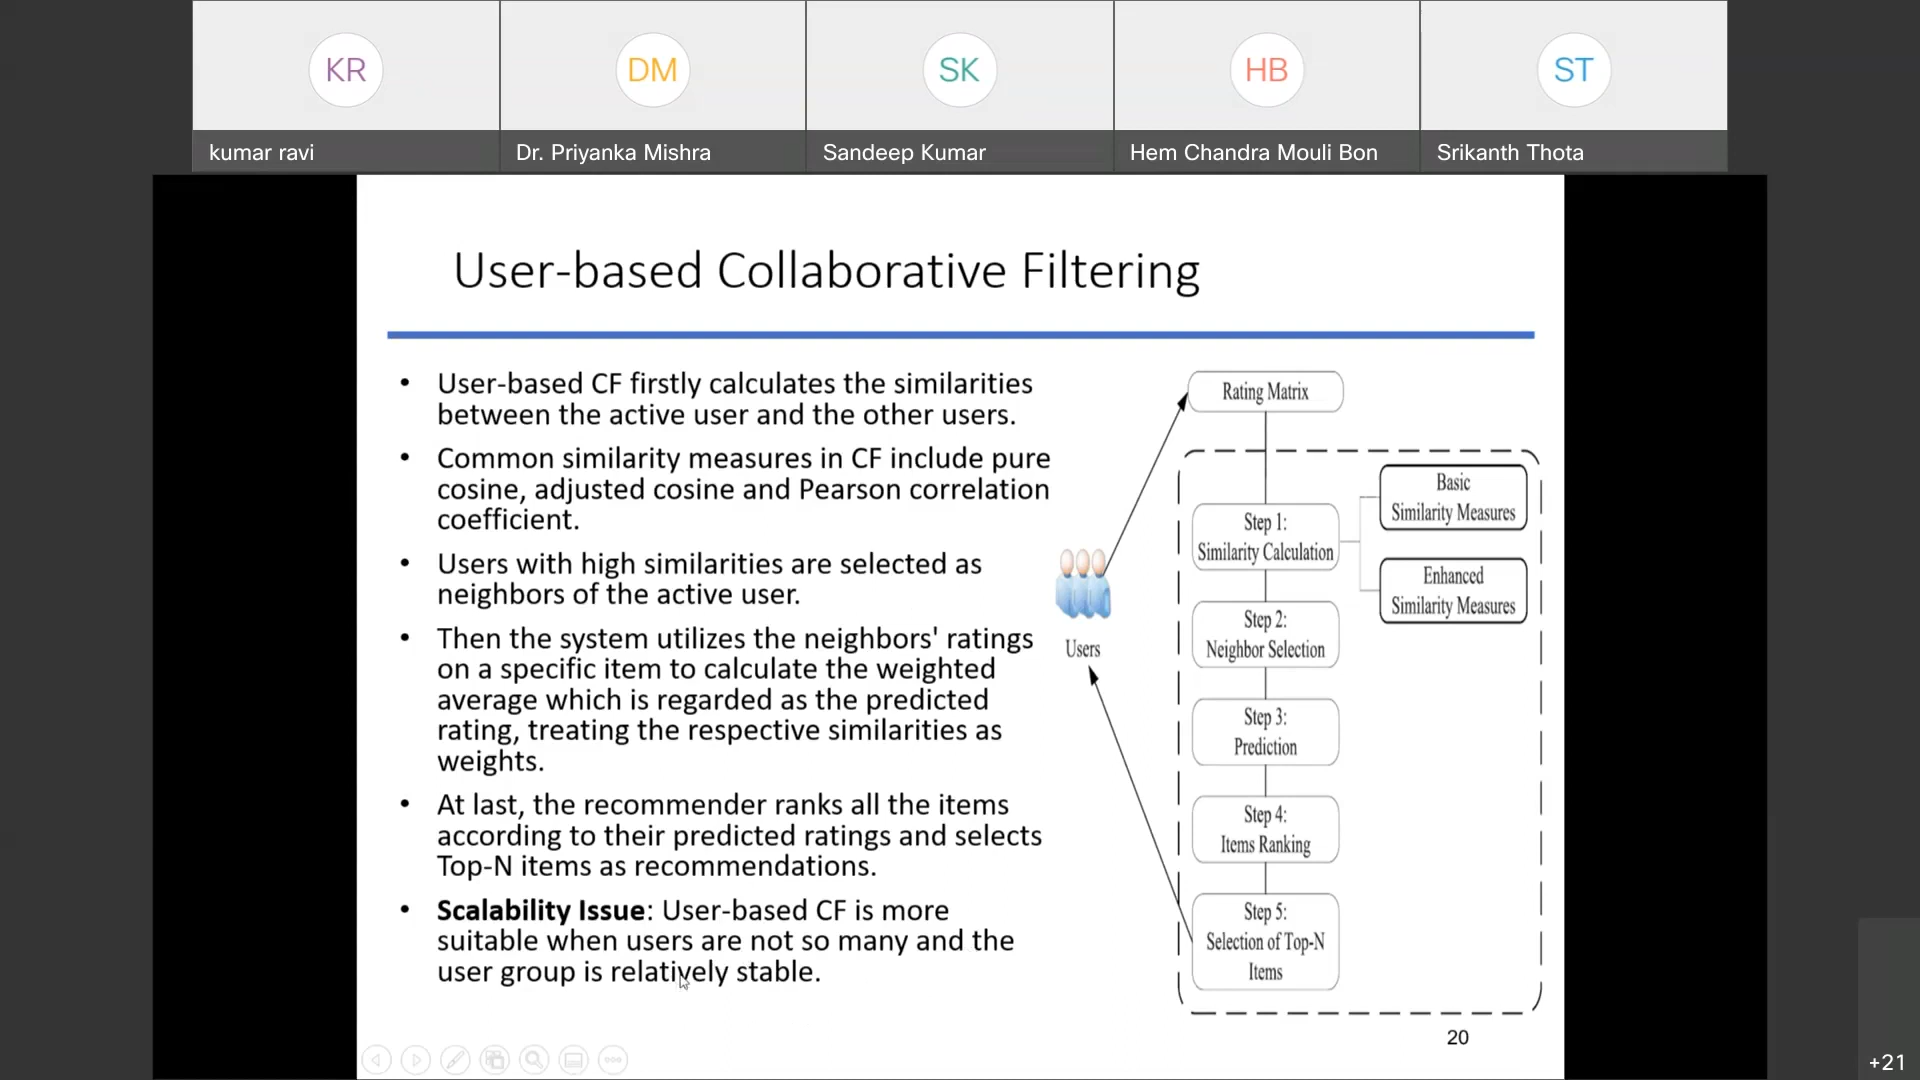 KR
DM
SK
HB
ST
kumar ravi
Dr. Priyanka Mishra
Sandeep Kumar
Hem Chandra Mouli Bon
Srikanth Thota
User-based Collaborative Filtering
• User-based CF firstly calculates the similarities
between the active user and the other users.
• Common similarity measures in CF include pure
cosine, adjusted cosine and Pearson correlation
coefficient.
• Users with high similarities are selected as
neighbors of the active user.
• Then the system utilizes the neighbors' ratings
on a specific item to calculate the weighted
average which is regarded as the predicted
rating, treating the respective similarities as
weights.
• At last, the recommender ranks all the items
according to their predicted ratings and selects
Top-N items as recommendations.
• Scalability Issue: User-based CF is more
suitable when users are not so many and the
user group is relatively stable.
Users
Rating Matrix
Step 1:
Similarity Calculation
Basic
Similarity Measures
Enhanced
Similarity Measures
Step 2:
Neighbor Selection
Step 3:
Prediction
Step 4:
Items Ranking
Step 5:
Selection of Top-N
Items
20
+21